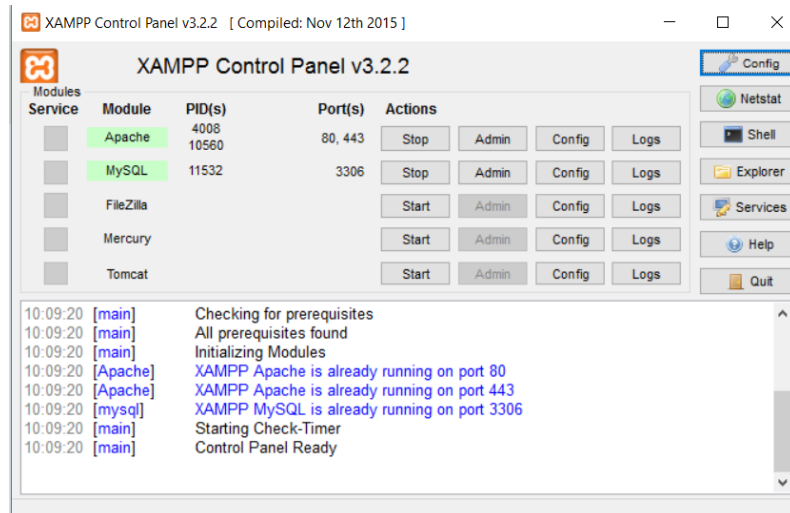 XAMPP Control Panel v3.2.2 [ Compiled: Nov 12th 2015 ]
XAMPP Control Panel v3.2.2
Config
Modules
Service Module PID(s) Port(s) Actions
Netstat
Apache 4008 10560 80, 443 Stop Admin Config Logs
Shell
MySQL 11532 3306 Stop Admin Config Logs
Explorer
FileZilla Start Admin Config Logs
Services
Mercury Start Admin Config Logs
Help
Tomcat Start Admin Config Logs
Quit
10:09:20 [main] Checking for prerequisites
10:09:20 [main] All prerequisites found
10:09:20 [main] Initializing Modules
10:09:20 [Apache] XAMPP Apache is already running on port 80
10:09:20 [Apache] XAMPP Apache is already running on port 443
10:09:20 [mysql] XAMPP MySQL is already running on port 3306
10:09:20 [main] Starting Check-Timer
10:09:20 [main] Control Panel Ready